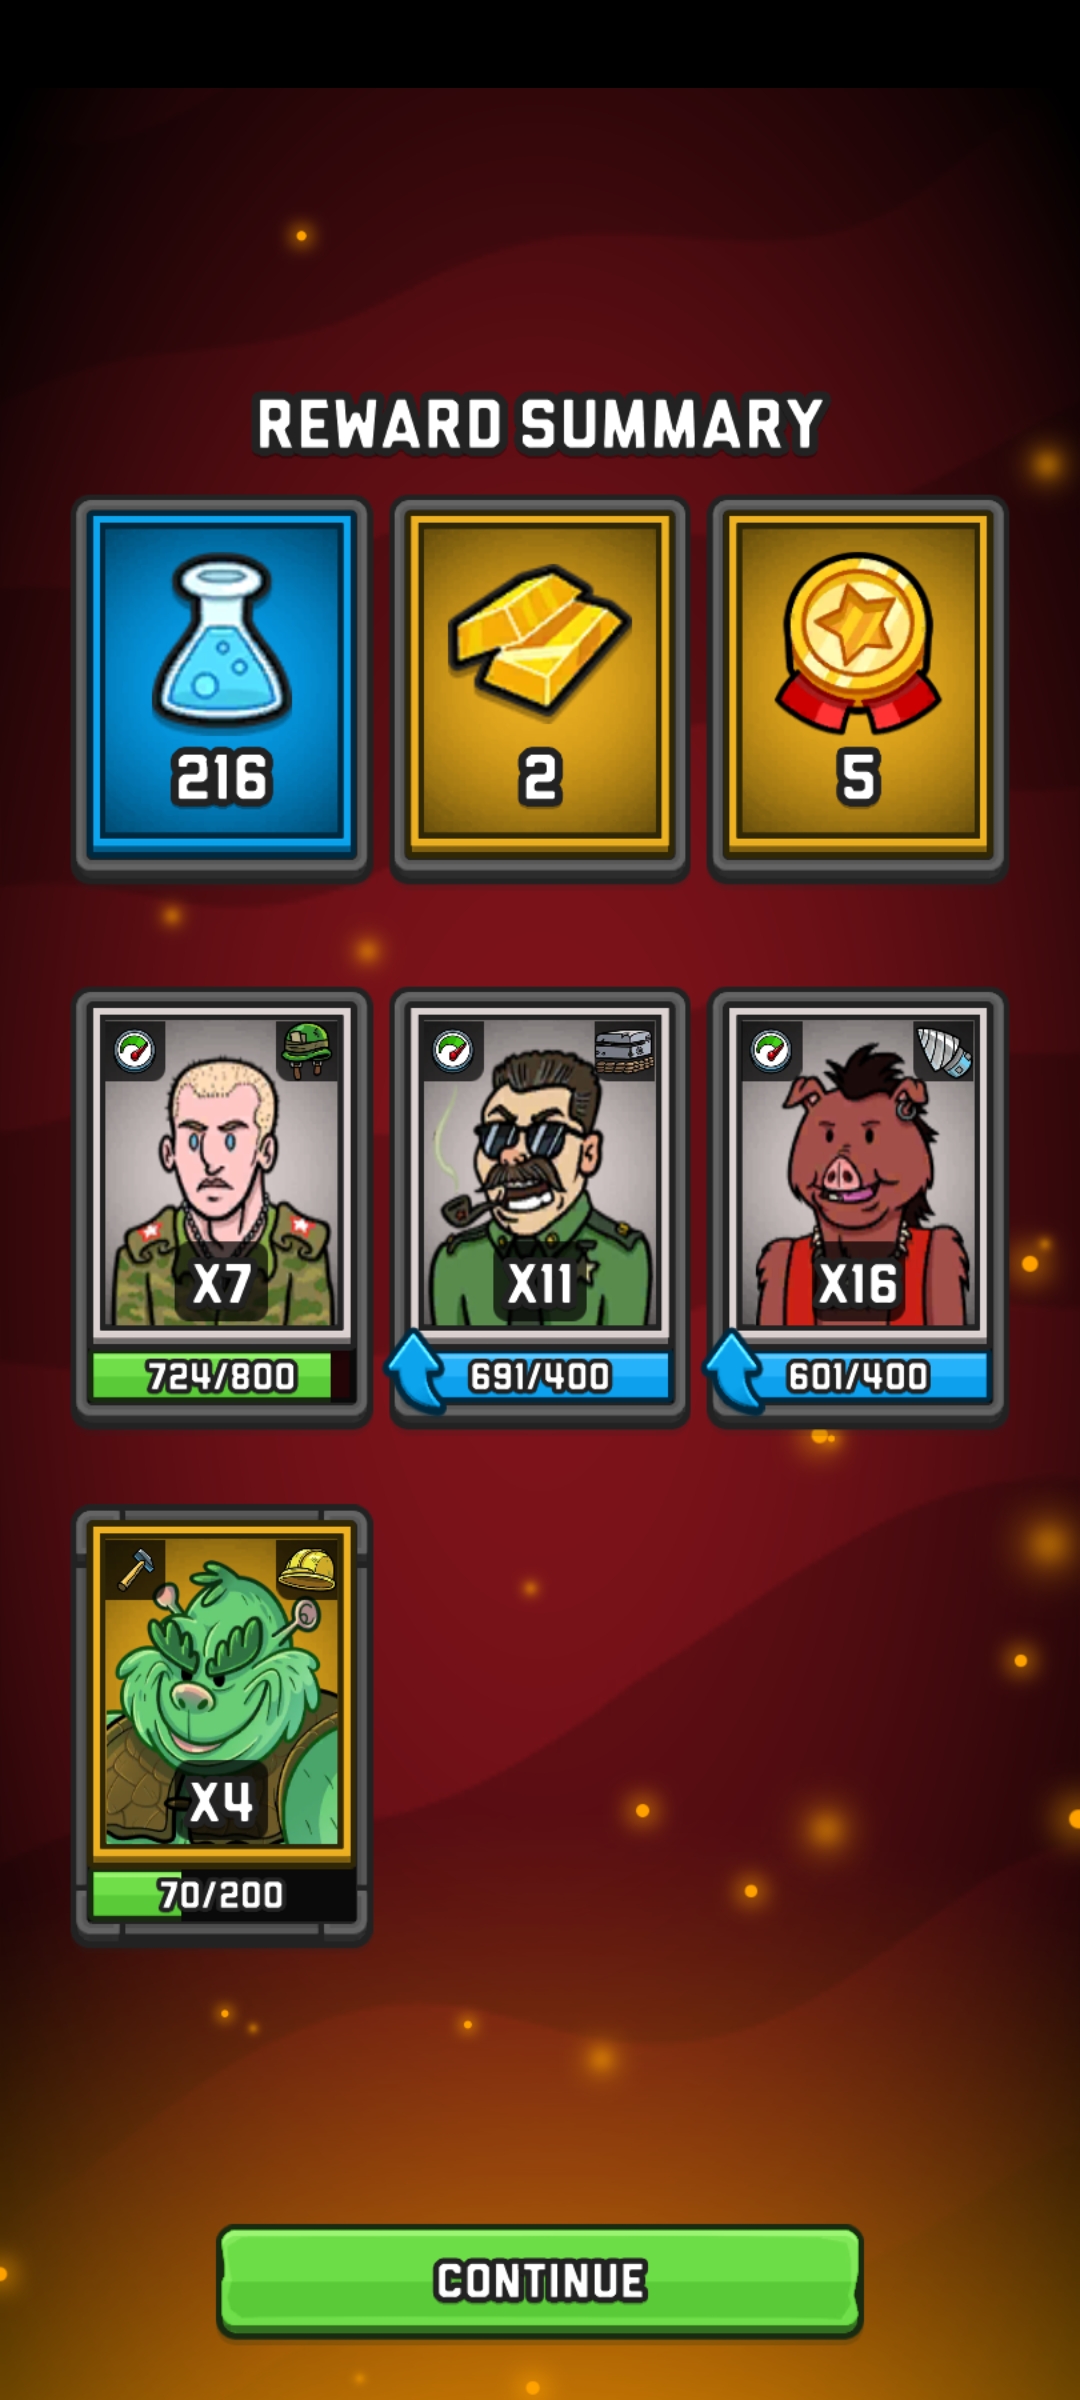 REWARD SUMMARY
216
2
5
X7
X11
X16
724/800
691/400
601/400
X4
70/200
CONTINUE